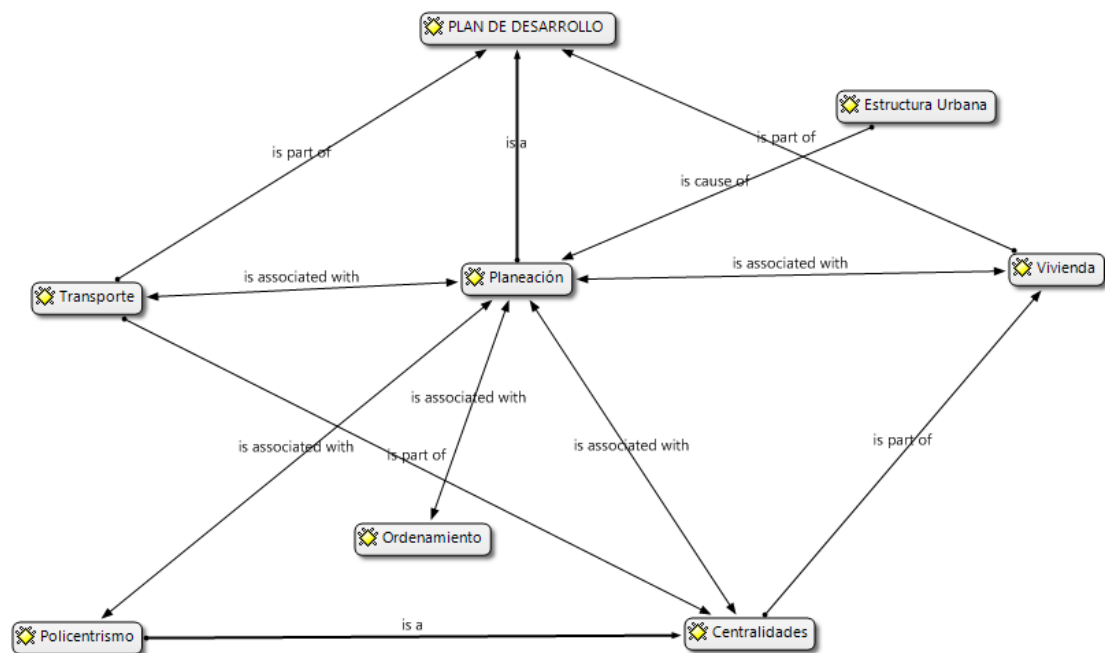 PLAN DE DESARROLLO
Estructura Urbana
is part of
is a
is part of
is cause of
is associated with
is associated with
Transporte
Planeación
Vivienda
is associated with
is associated with
is part of
is associated with
is part of
Ordenamiento
Policentrismo
is a
Centralidades